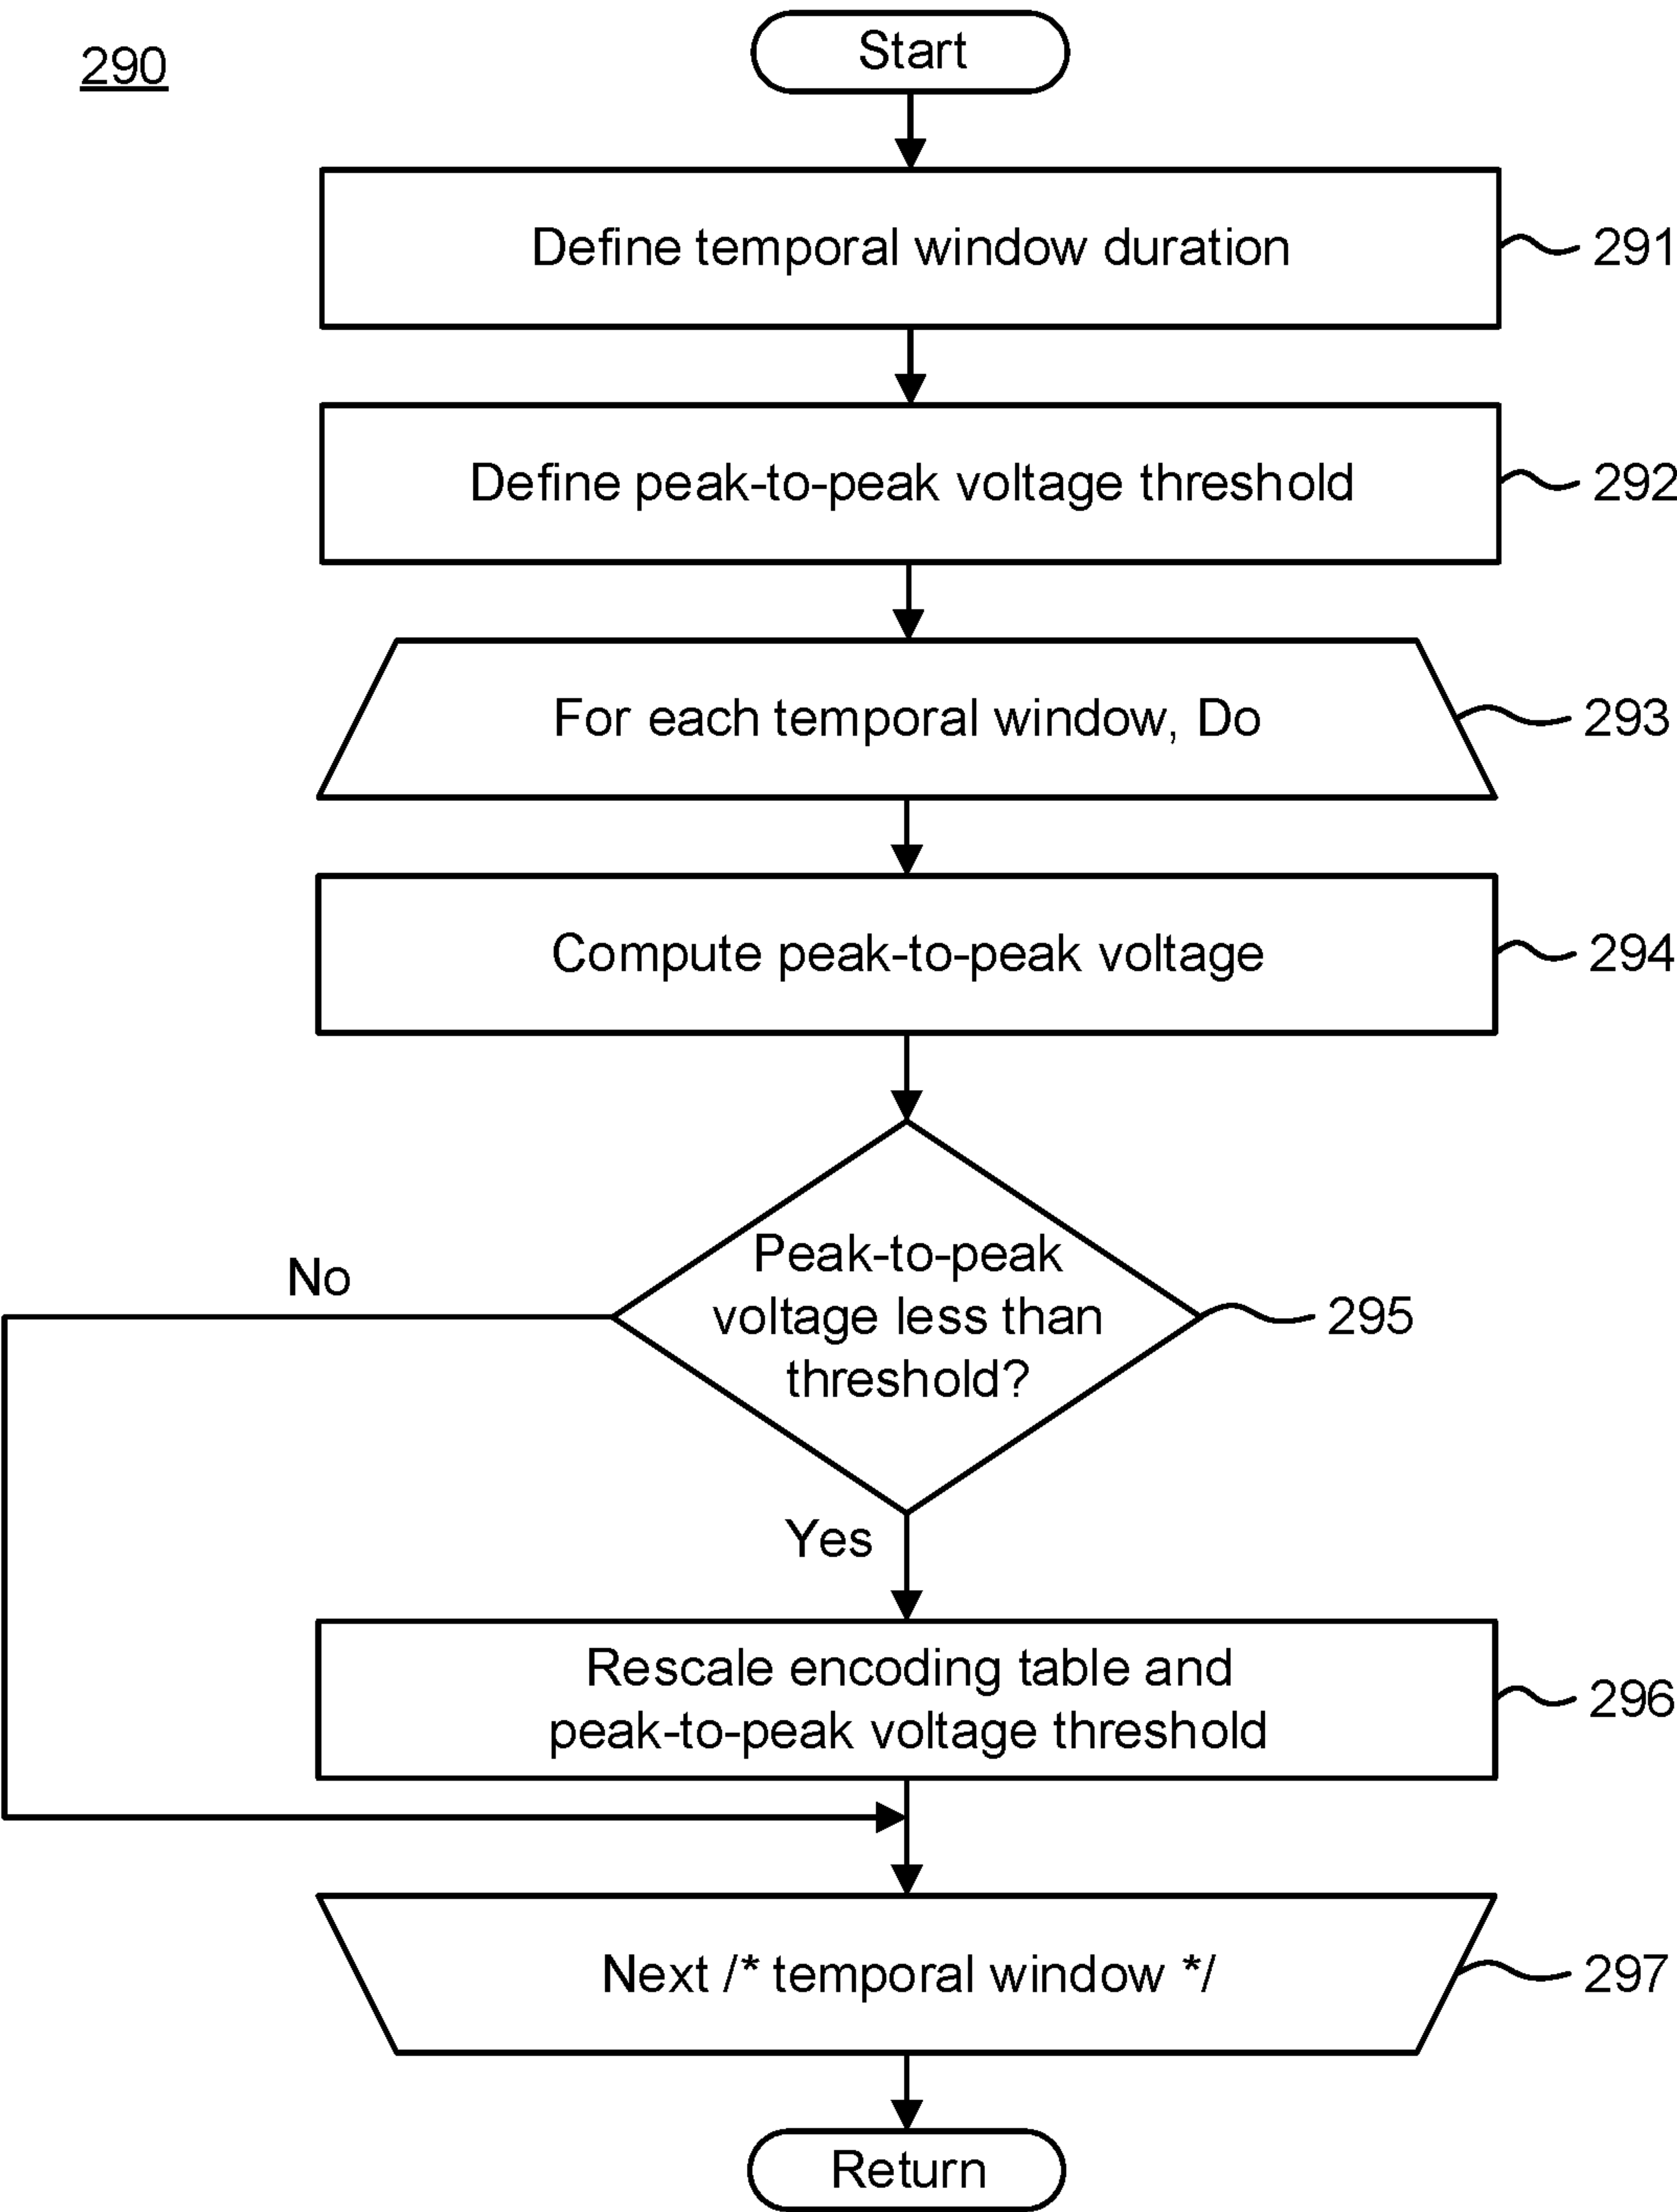 290
Start
Define temporal window duration
291
Define peak-to-peak voltage threshold
292
For each temporal window, Do
293
Compute peak-to-peak voltage
294
Peak-to-peak
voltage less than
threshold?
295
No
Yes
Rescale encoding table and
peak-to-peak voltage threshold
296
Next /* temporal window */
297
Return